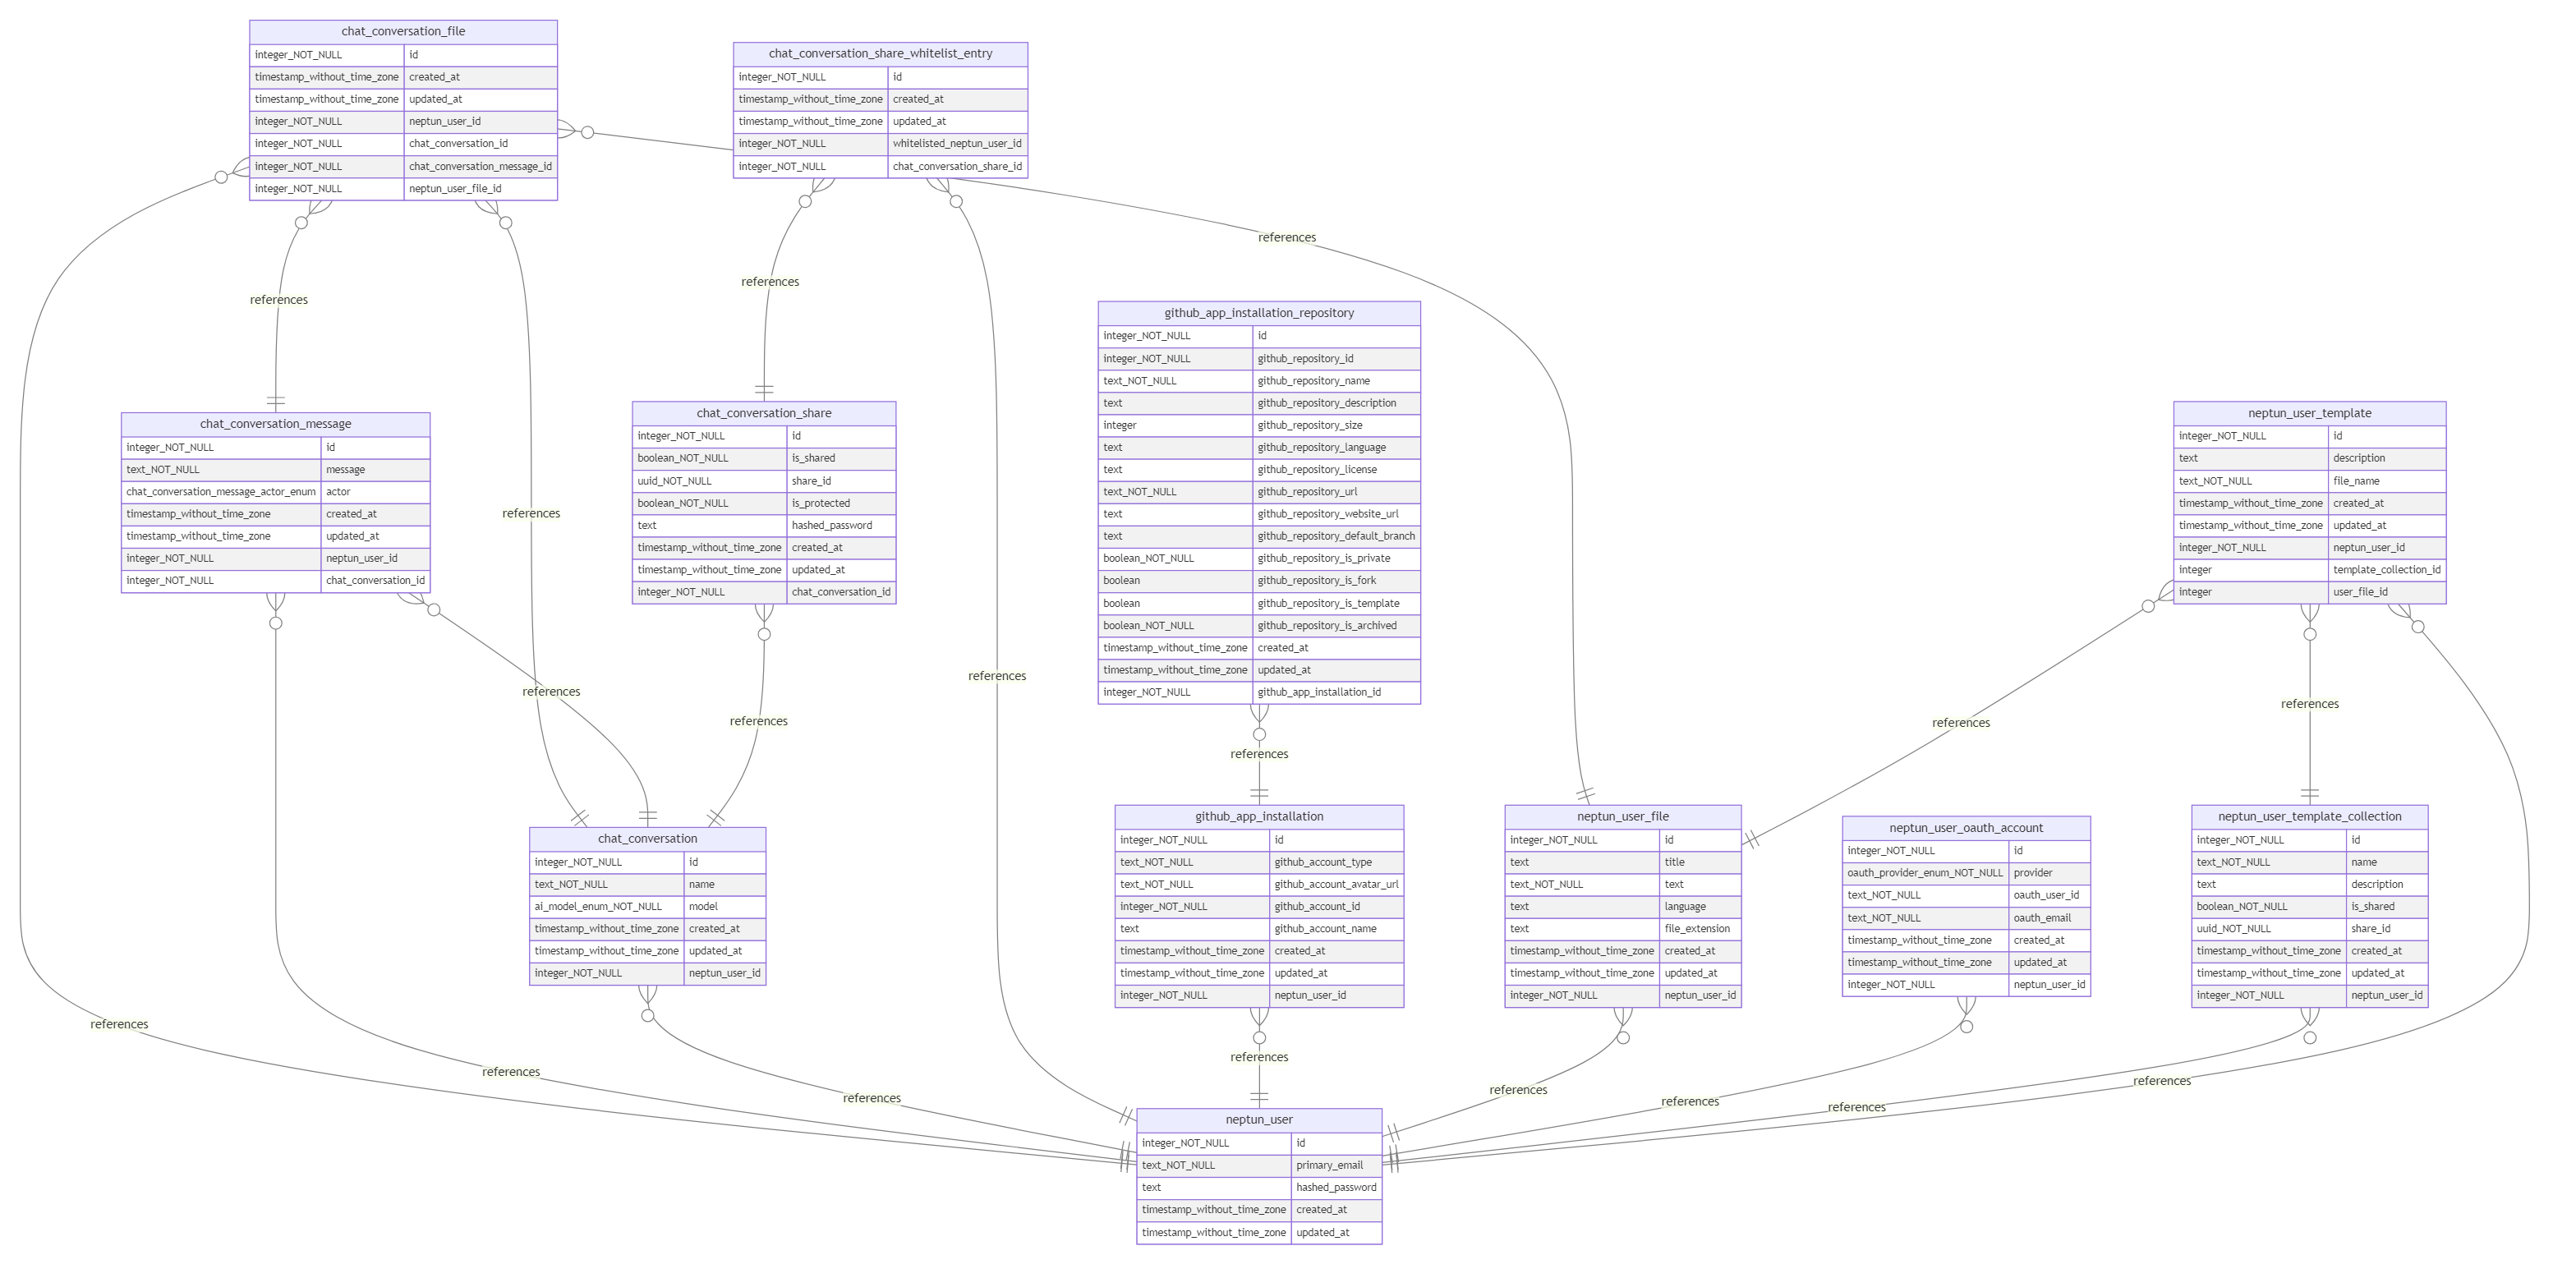 chat_conversation_file
integer_NOT_NULL id
timestamp_without_time_zone created_at
timestamp_without_time_zone updated_at
integer_NOT_NULL neptun_user_id
integer_NOT_NULL chat_conversation_id
integer_NOT_NULL chat_conversation_message_id
integer_NOT_NULL neptun_user_file_id
chat_conversation_share_whitelist_entry
integer_NOT_NULL id
timestamp_without_time_zone created_at
timestamp_without_time_zone updated_at
integer_NOT_NULL whitelisted_neptun_user_id
integer_NOT_NULL chat_conversation_share_id
references
references
references
github_app_installation_repository
integer_NOT_NULL id
integer_NOT_NULL github_repository_id
text_NOT_NULL github_repository_name
text github_repository_description
integer github_repository_size
text github_repository_language
text github_repository_license
text_NOT_NULL github_repository_url
text github_repository_website_url
text github_repository_default_branch
boolean_NOT_NULL github_repository_is_private
boolean github_repository_is_fork
boolean github_repository_is_template
boolean_NOT_NULL github_repository_is_archived
timestamp_without_time_zone created_at
timestamp_without_time_zone updated_at
integer_NOT_NULL github_app_installation_id
chat_conversation_message
integer_NOT_NULL id
text_NOT_NULL message
chat_conversation_message_actor_enum actor
timestamp_without_time_zone created_at
timestamp_without_time_zone updated_at
integer_NOT_NULL neptun_user_id
integer_NOT_NULL chat_conversation_id
chat_conversation_share
integer_NOT_NULL id
boolean_NOT_NULL is_shared
uuid_NOT_NULL share_id
boolean_NOT_NULL is_protected
text hashed_password
timestamp_without_time_zone created_at
timestamp_without_time_zone updated_at
integer_NOT_NULL chat_conversation_id
neptun_user_template
integer_NOT_NULL id
text description
text_NOT_NULL file_name
timestamp_without_time_zone created_at
timestamp_without_time_zone updated_at
integer_NOT_NULL neptun_user_id
integer template_collection_id
integer user_file_id
references
references
references
references
references
references
references
chat_conversation
integer_NOT_NULL id
text_NOT_NULL name
ai_model_enum_NOT_NULL model
timestamp_without_time_zone created_at
timestamp_without_time_zone updated_at
integer_NOT_NULL neptun_user_id
github_app_installation
integer_NOT_NULL id
text_NOT_NULL github_account_type
text_NOT_NULL github_account_avatar_url
integer_NOT_NULL github_account_id
text github_account_name
timestamp_without_time_zone created_at
timestamp_without_time_zone updated_at
integer_NOT_NULL neptun_user_id
neptun_user_file
integer_NOT_NULL id
text title
text_NOT_NULL text
text language
text file_extension
timestamp_without_time_zone created_at
timestamp_without_time_zone updated_at
integer_NOT_NULL neptun_user_id
neptun_user_oauth_account
integer_NOT_NULL id
oauth_provider_enum_NOT_NULL provider
text_NOT_NULL oauth_user_id
text_NOT_NULL oauth_email
timestamp_without_time_zone created_at
timestamp_without_time_zone updated_at
integer_NOT_NULL neptun_user_id
neptun_user_template_collection
integer_NOT_NULL id
text_NOT_NULL name
text description
boolean_NOT_NULL is_shared
uuid_NOT_NULL share_id
timestamp_without_time_zone created_at
timestamp_without_time_zone updated_at
integer_NOT_NULL neptun_user_id
references
references
references
references
references
references
references
references
neptun_user
integer_NOT_NULL id
text_NOT_NULL primary_email
text hashed_password
timestamp_without_time_zone created_at
timestamp_without_time_zone updated_at